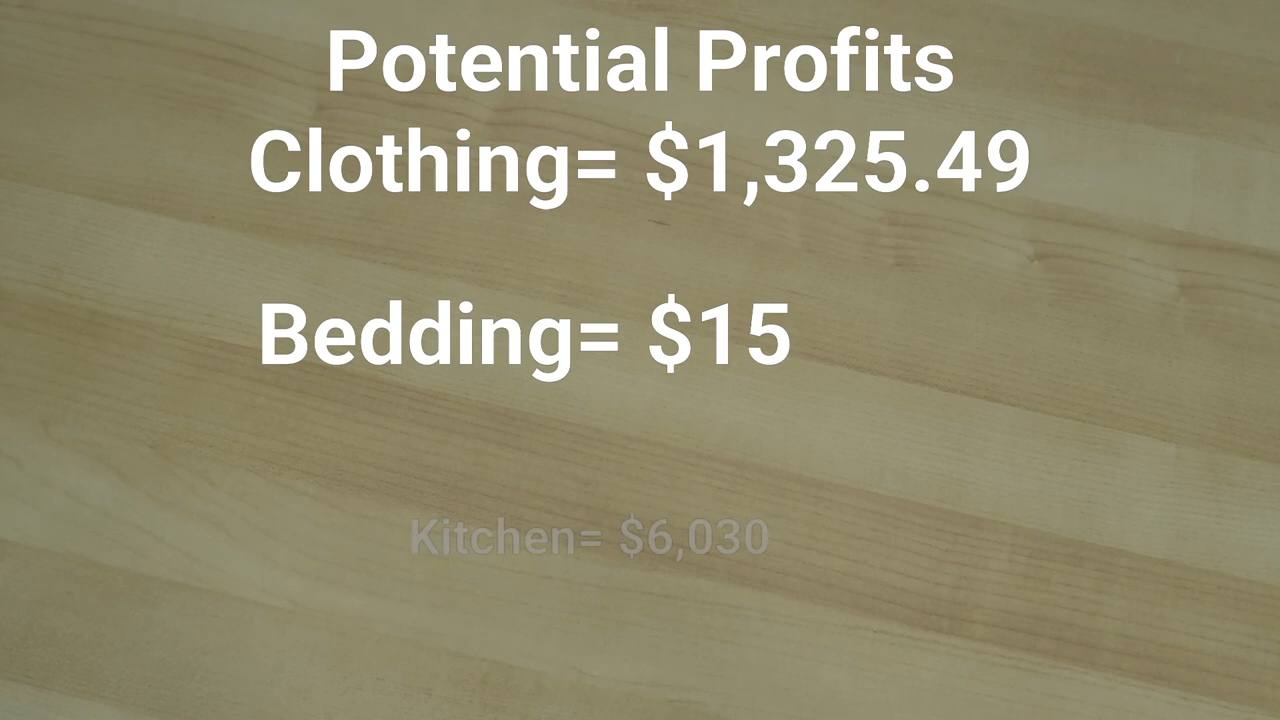 Potential Profits
Clothing= $1,325.49
Bedding= $15
Kitchen= $6,030